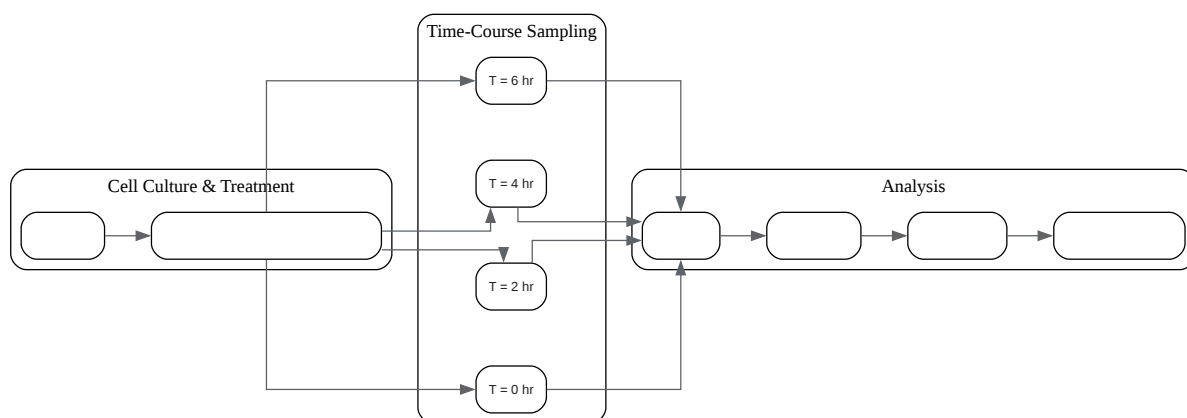 Time-Course Sampling
T = 6 hr
T = 4 hr
Cell Culture & Treatment
Analysis
T = 2 hr
T = 0 hr